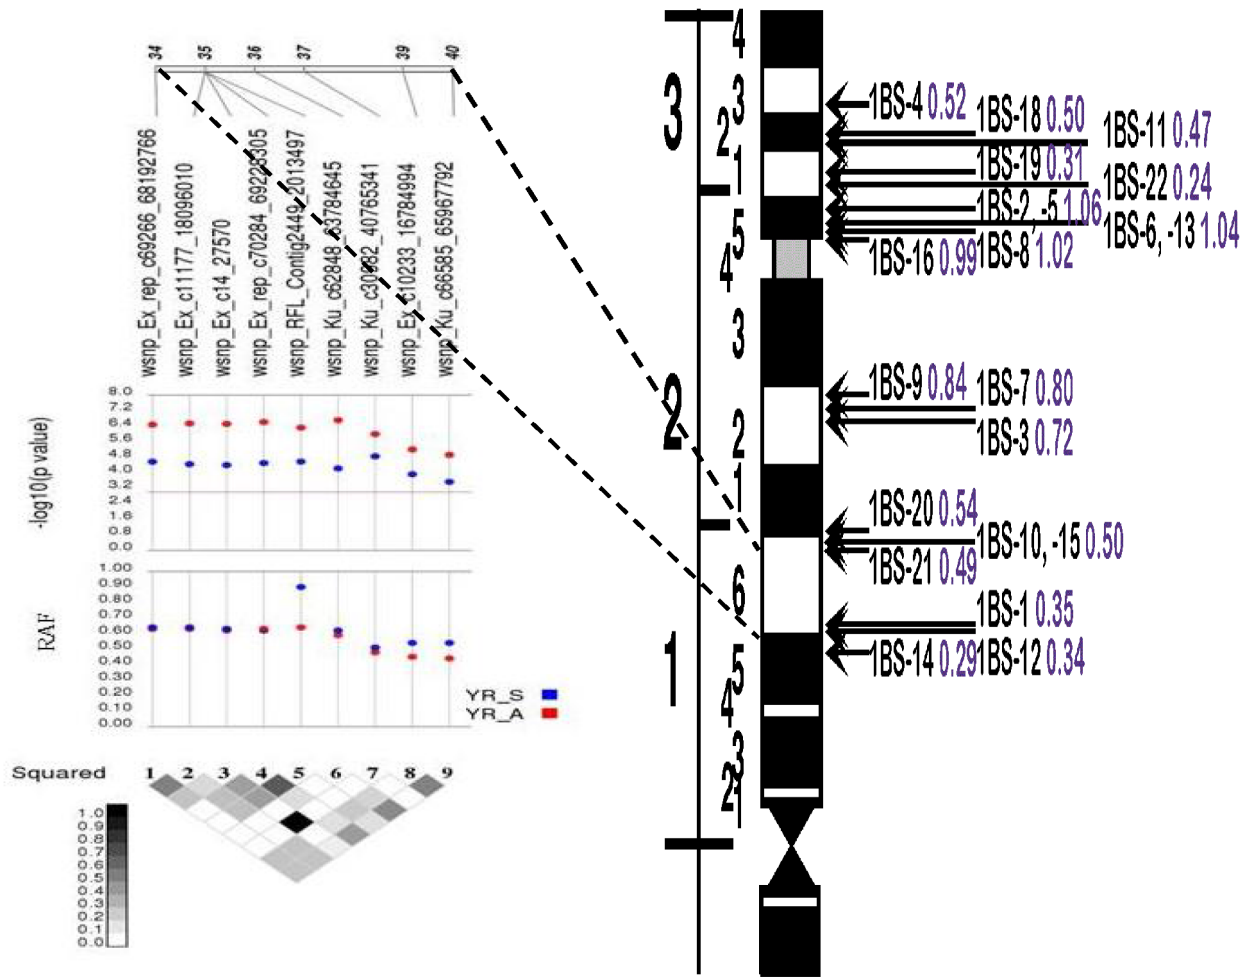 34 35 36 37 39 40
wsnp_Ex_rep_c69266_68192766
wsnp_Ex_c11177_18096010
wsnp_Ex_c14_27570
wsnp_Ex_rep_c70284_69228305
wsnp_RFL_Contig2449_2013497
wsnp_Ku_c62848_63784645
wsnp_Ku_c30982_40765341
wsnp_Ex_c10233_16784994
wsnp_Ku_c66585_65967792
-log10(p value)
8.0
7.2
6.4
5.6
4.8
4.0
3.2
2.4
1.6
0.8
0.0
RAF
1.00
0.90
0.80
0.70
0.60
0.50
0.40
0.30
0.20
0.10
0.00
YR_S
YR_A
Squared
1 2 3 4 5 6 7 8 9
1.0
0.9
0.8
0.7
0.6
0.5
0.4
0.3
0.2
0.1
0.0
3
2
1
4
3
2
1
5
4
3
2
1
6
5
4
3
2
1
1BS-4 0.52
1BS-18 0.50
1BS-11 0.47
1BS-19 0.31
1BS-22 0.24
1BS-2, -5 1.06
1BS-6, -13 1.04
1BS-16 0.99
1BS-8 1.02
1BS-9 0.84
1BS-7 0.80
1BS-3 0.72
1BS-20 0.54
1BS-10, -15 0.50
1BS-21 0.49
1BS-1 0.35
1BS-14 0.29
1BS-12 0.34